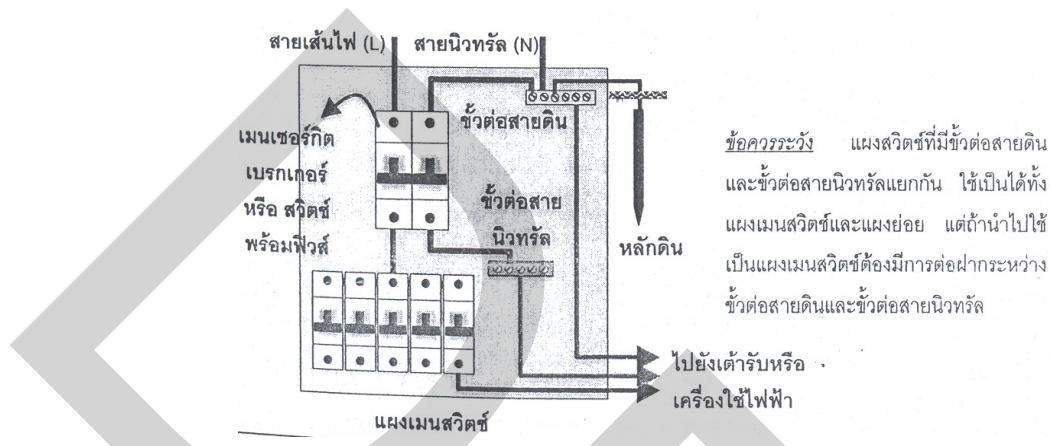 สายเส้นไฟ (L) สายนิวทรัล (N)
ขั้วต่อสายดิน
เมนเซอร์กิต
เบรกเกอร์
หรือ สวิตช์
พร้อมฟิวส์
ขั้วต่อสาย
นิวทรัล
หลักดิน
ข้อควรระวัง แผงสวิตช์ที่มีขั้วต่อสายดิน
และขั้วต่อสายนิวทรัลแยกกัน ใช้เป็นได้ทั้ง
แผงเมนสวิตช์และแผงย่อย แต่ถ้านำไปใช้
เป็นแผงเมนสวิตช์ต้องมีการต่อฝากระหว่าง
ขั้วต่อสายดินและขั้วต่อสายนิวทรัล
ไปยังเต้ารับหรือ
เครื่องใช้ไฟฟ้า
แผงเมนสวิตช์